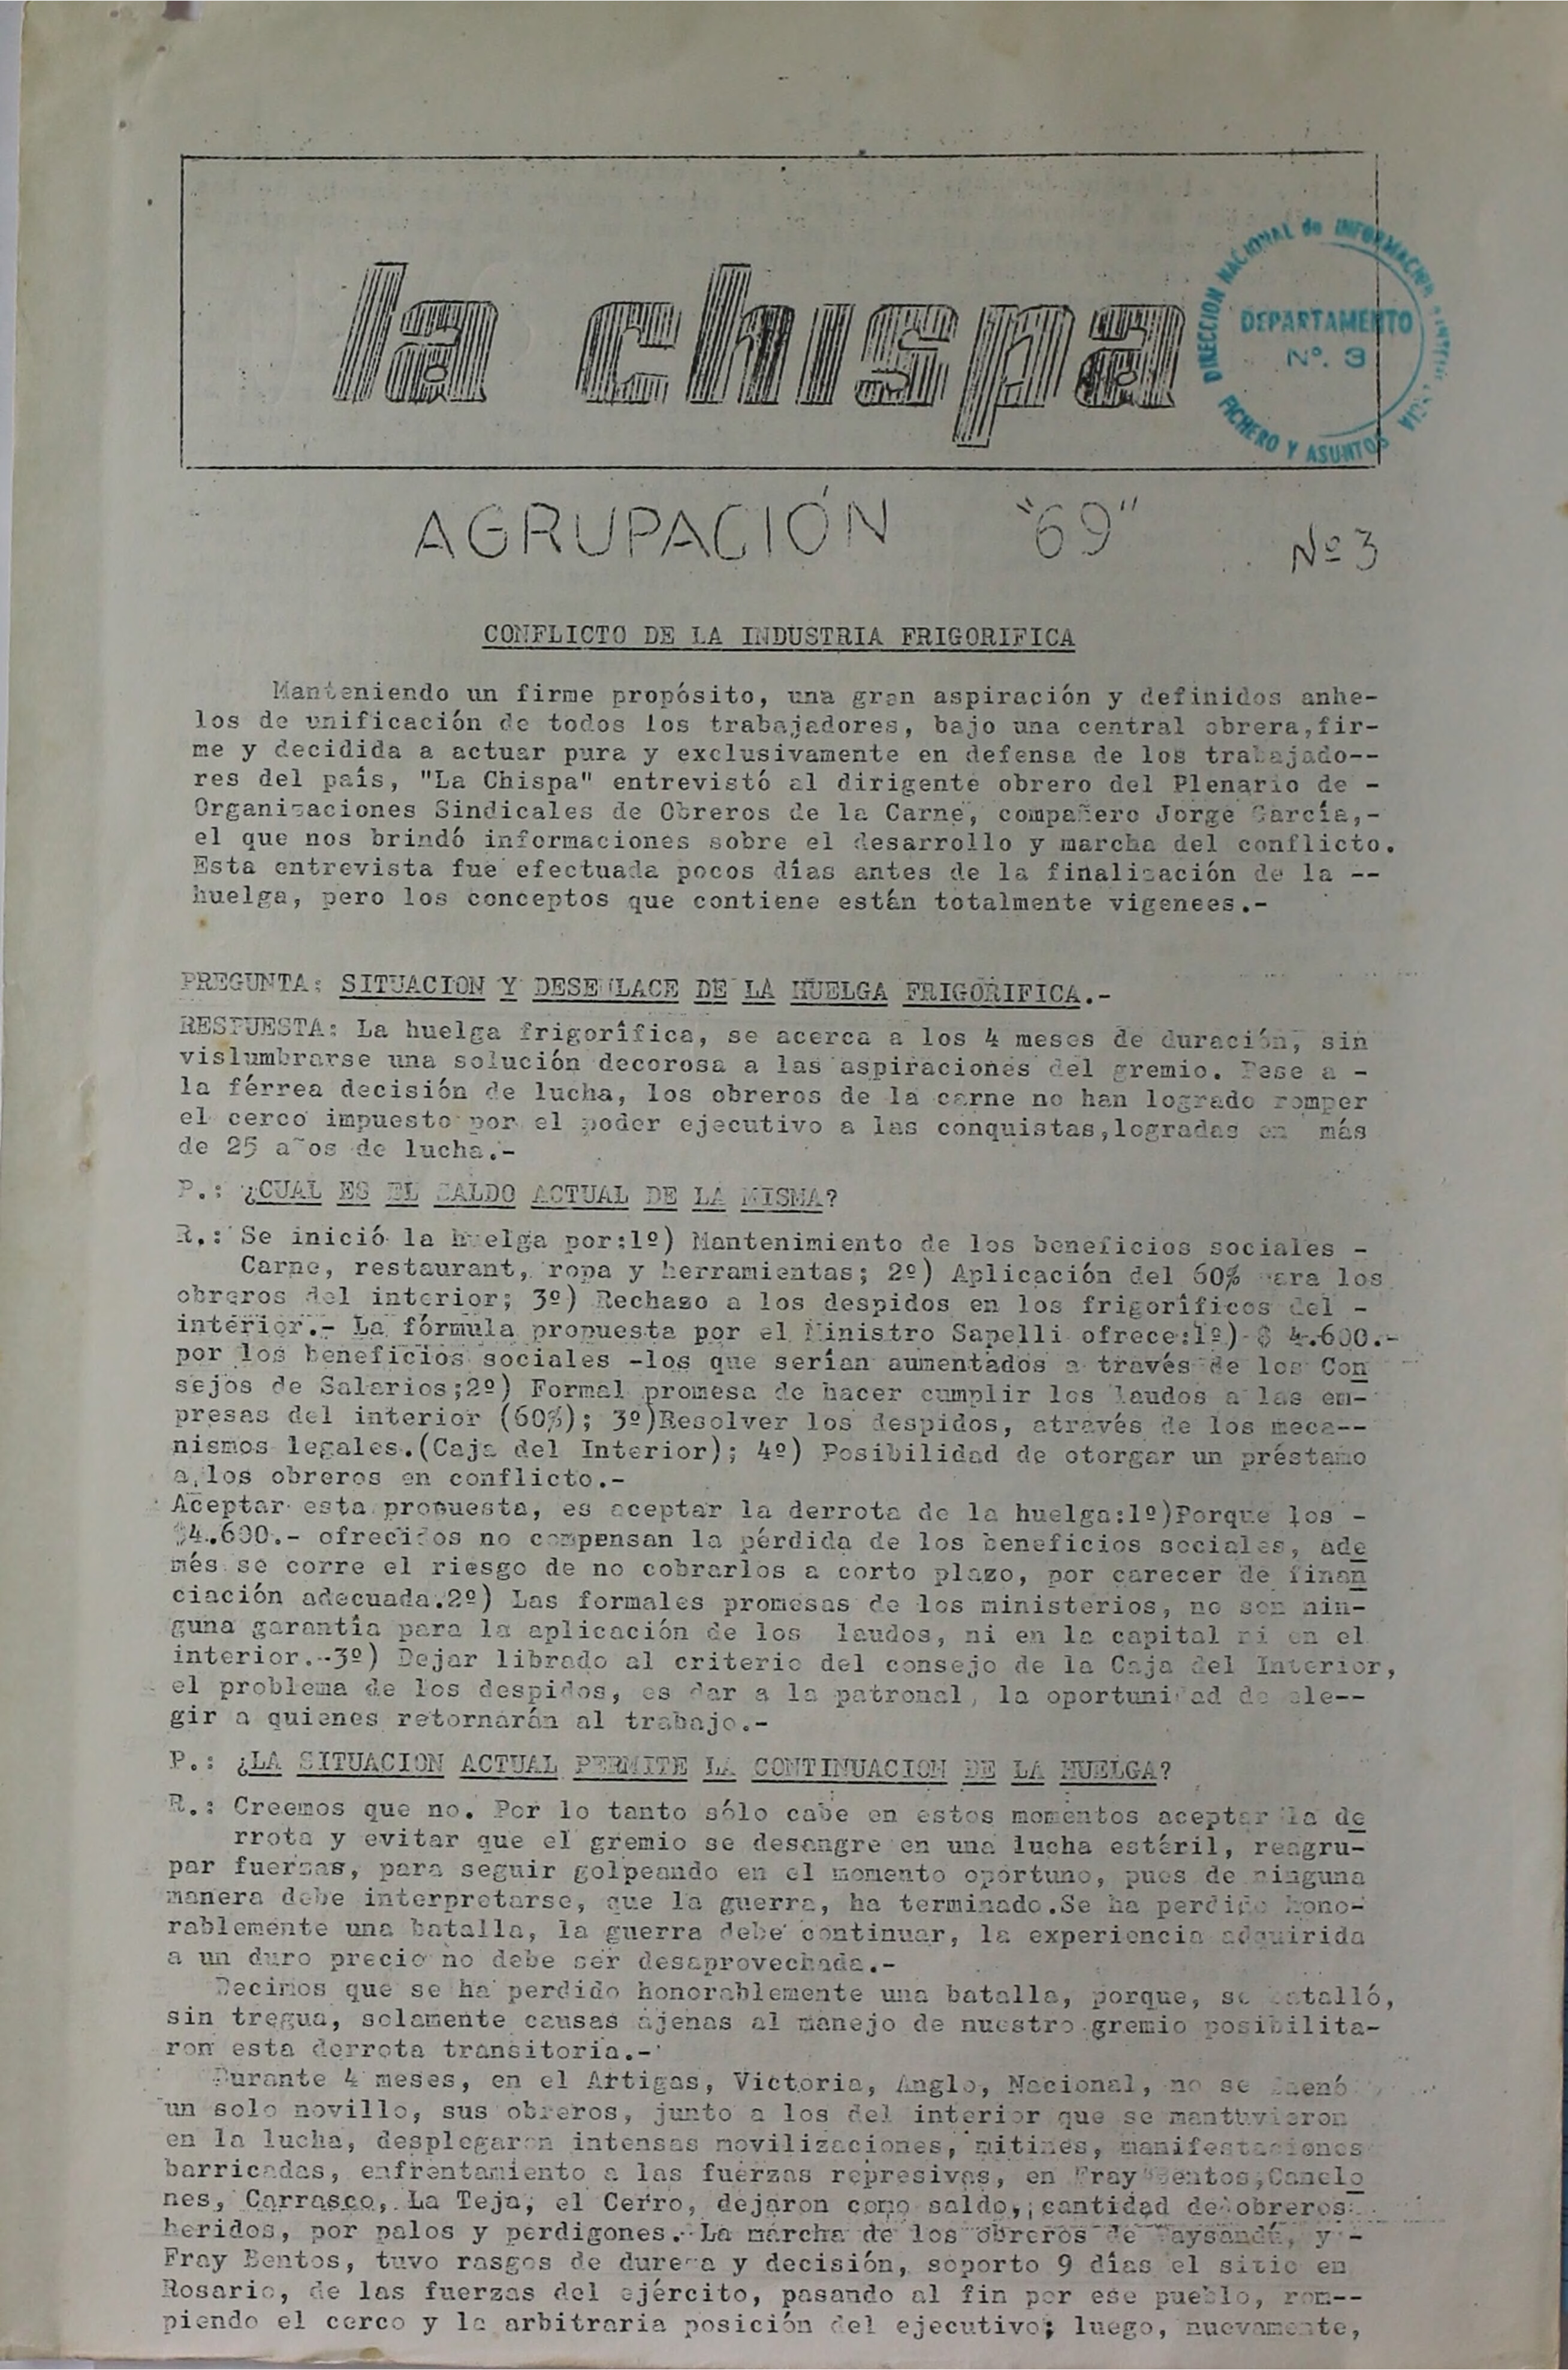 la chispa
DIRECCION NACIONAL de INFORMACION
DEPARTAMENTO
Nº. 3
FICHERO Y ASUNTOS
AGRUPACIÓN "69" Nº 3
CONFLICTO DE LA INDUSTRIA FRIGORIFICA
Manteniendo un firme propósito, una gran aspiración y definidos anhe-
los de unificación de todos los trabajadores, bajo una central obrera,fir-
me y decidida a actuar pura y exclusivamente en defensa de los trabajado--
res del país, "La Chispa" entrevistó al dirigente obrero del Plenario de -
Organizaciones Sindicales de Obreros de la Carne, compañero Jorge García,-
el que nos brindó informaciones sobre el desarrollo y marcha del conflicto.
Esta entrevista fue efectuada pocos días antes de la finalización de la --
huelga, pero los conceptos que contiene están totalmente vigenees.-
PREGUNTA: SITUACION Y DESENLACE DE LA HUELGA FRIGORIFICA.-
RESPUESTA: La huelga frigorífica, se acerca a los 4 meses de duración, sin
vislumbrarse una solución decorosa a las aspiraciones del gremio. Pese a -
la férrea decisión de lucha, los obreros de la carne no han logrado romper
el cerco impuesto por el poder ejecutivo a las conquistas,logradas en más
de 25 a~os de lucha.-
P.: ¿CUAL ES EL SALDO ACTUAL DE LA MISMA?
R.: Se inició la huelga por:1º) Mantenimiento de los beneficios sociales -
Carne, restaurant, ropa y herramientas; 2º) Aplicación del 60% para los
obreros del interior; 3º) Rechazo a los despidos en los frigoríficos del -
interior.- La fórmula propuesta por el Ministro Sapelli ofrece:1º) $ 4.600.-
por los beneficios sociales -los que serían aumentados a través de los Con
sejos de Salarios;2º) Formal promesa de hacer cumplir los laudos a las em-
presas del interior (60%); 3º)Resolver los despidos, através de los meca--
nismos legales.(Caja del Interior); 4º) Posibilidad de otorgar un préstamo
a los obreros en conflicto.-
Aceptar esta propuesta, es aceptar la derrota de la huelga:1º)Porque los -
$4.600.- ofrecidos no compensan la pérdida de los beneficios sociales, ade
més se corre el riesgo de no cobrarlos a corto plazo, por carecer de finan
ciación adecuada.2º) Las formales promesas de los ministerios, no son nin-
guna garantía para la aplicación de los laudos, ni en la capital ni en el
interior.-3º) Dejar librado al criterio del consejo de la Caja del Interior,
el problema de los despidos, es dar a la patronal, la oportunidad de ele--
gir a quienes retornarán al trabajo.-
P.: ¿LA SITUACION ACTUAL PERMITE LA CONTINUACION DE LA HUELGA?
R.: Creemos que no. Por lo tanto sólo cabe en estos momentos aceptar la de
rrota y evitar que el gremio se desangre en una lucha estéril, reagru-
par fuerzas, para seguir golpeando en el momento oportuno, pues de ninguna
manera debe interpretarse, que la guerra, ha terminado.Se ha perdido hono-
rablemente una batalla, la guerra debe continuar, la experiencia adquirida
a un duro precio no debe ser desaprovechada.-
Decimos que se ha perdido honorablemente una batalla, porque, se batalló,
sin tregua, solamente causas ajenas al manejo de nuestro gremio posibilita-
ron esta derrota transitoria.-
Durante 4 meses, en el Artigas, Victoria, Anglo, Nacional, no se faenó
un solo novillo, sus obreros, junto a los del interior que se mantuvieron
en la lucha, desplegaron intensas movilizaciones, mitines, manifestaciones
barricadas, enfrentamiento a las fuerzas represivas, en Fray Bentos,Canelo
nes, Carrasco, La Teja, el Cerro, dejaron como saldo, cantidad de obreros
heridos, por palos y perdigones.-La marcha de los obreros de Paysandú, y -
Fray Bentos, tuvo rasgos de dureza y decisión, soporto 9 días el sitio en
Rosario, de las fuerzas del ejército, pasando al fin por ese pueblo, rom--
piendo el cerco y la arbitraria posición del ejecutivo; luego, nuevamente,